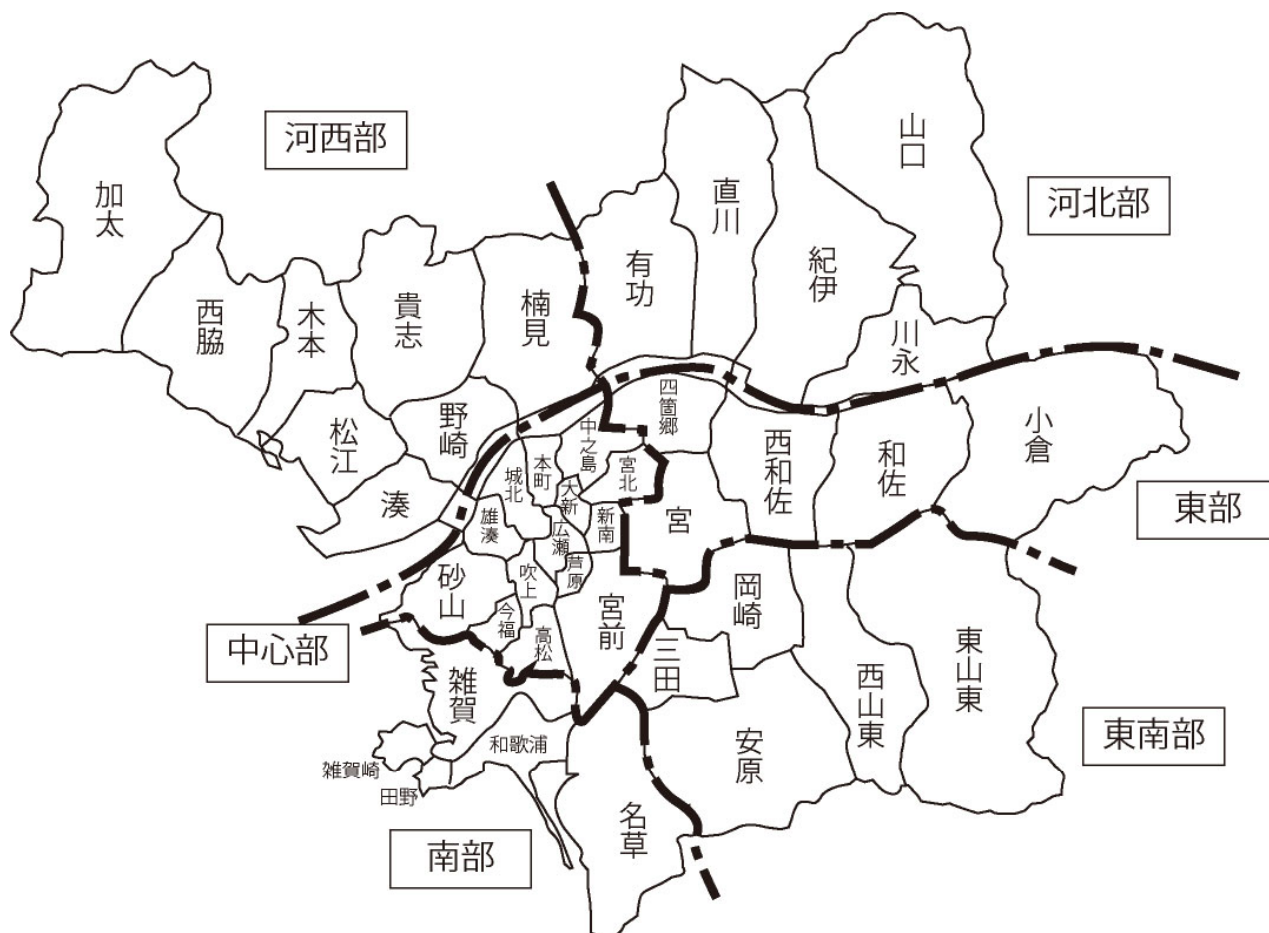 河西部
加太
西脇
木本
貴志
楠見
松江
野崎
湊
河北部
有功
直川
紀伊
山口
川永
東部
四箇郷
西和佐
和佐
小倉
宮
中心部
中之島
本町
城北
宮北
大新
新南
広瀬
雄湊
芦原
吹上
砂山
今福
高松
宮前
東南部
岡崎
三田
安原
西山東
東山東
南部
雑賀
和歌浦
雑賀崎
田野
名草